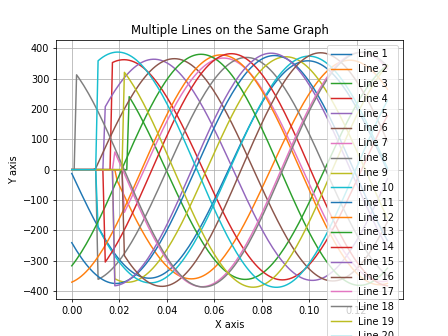 Multiple Lines on the Same Graph
Y axis
400
300
200
100
0
−100
−200
−300
−400
0.00
0.02
0.04
0.06
0.08
0.10
X axis
Line 1
Line 2
Line 3
Line 4
Line 5
Line 6
Line 7
Line 8
Line 9
Line 10
Line 11
Line 12
Line 13
Line 14
Line 15
Line 16
Line 17
Line 18
Line 19
Line 20